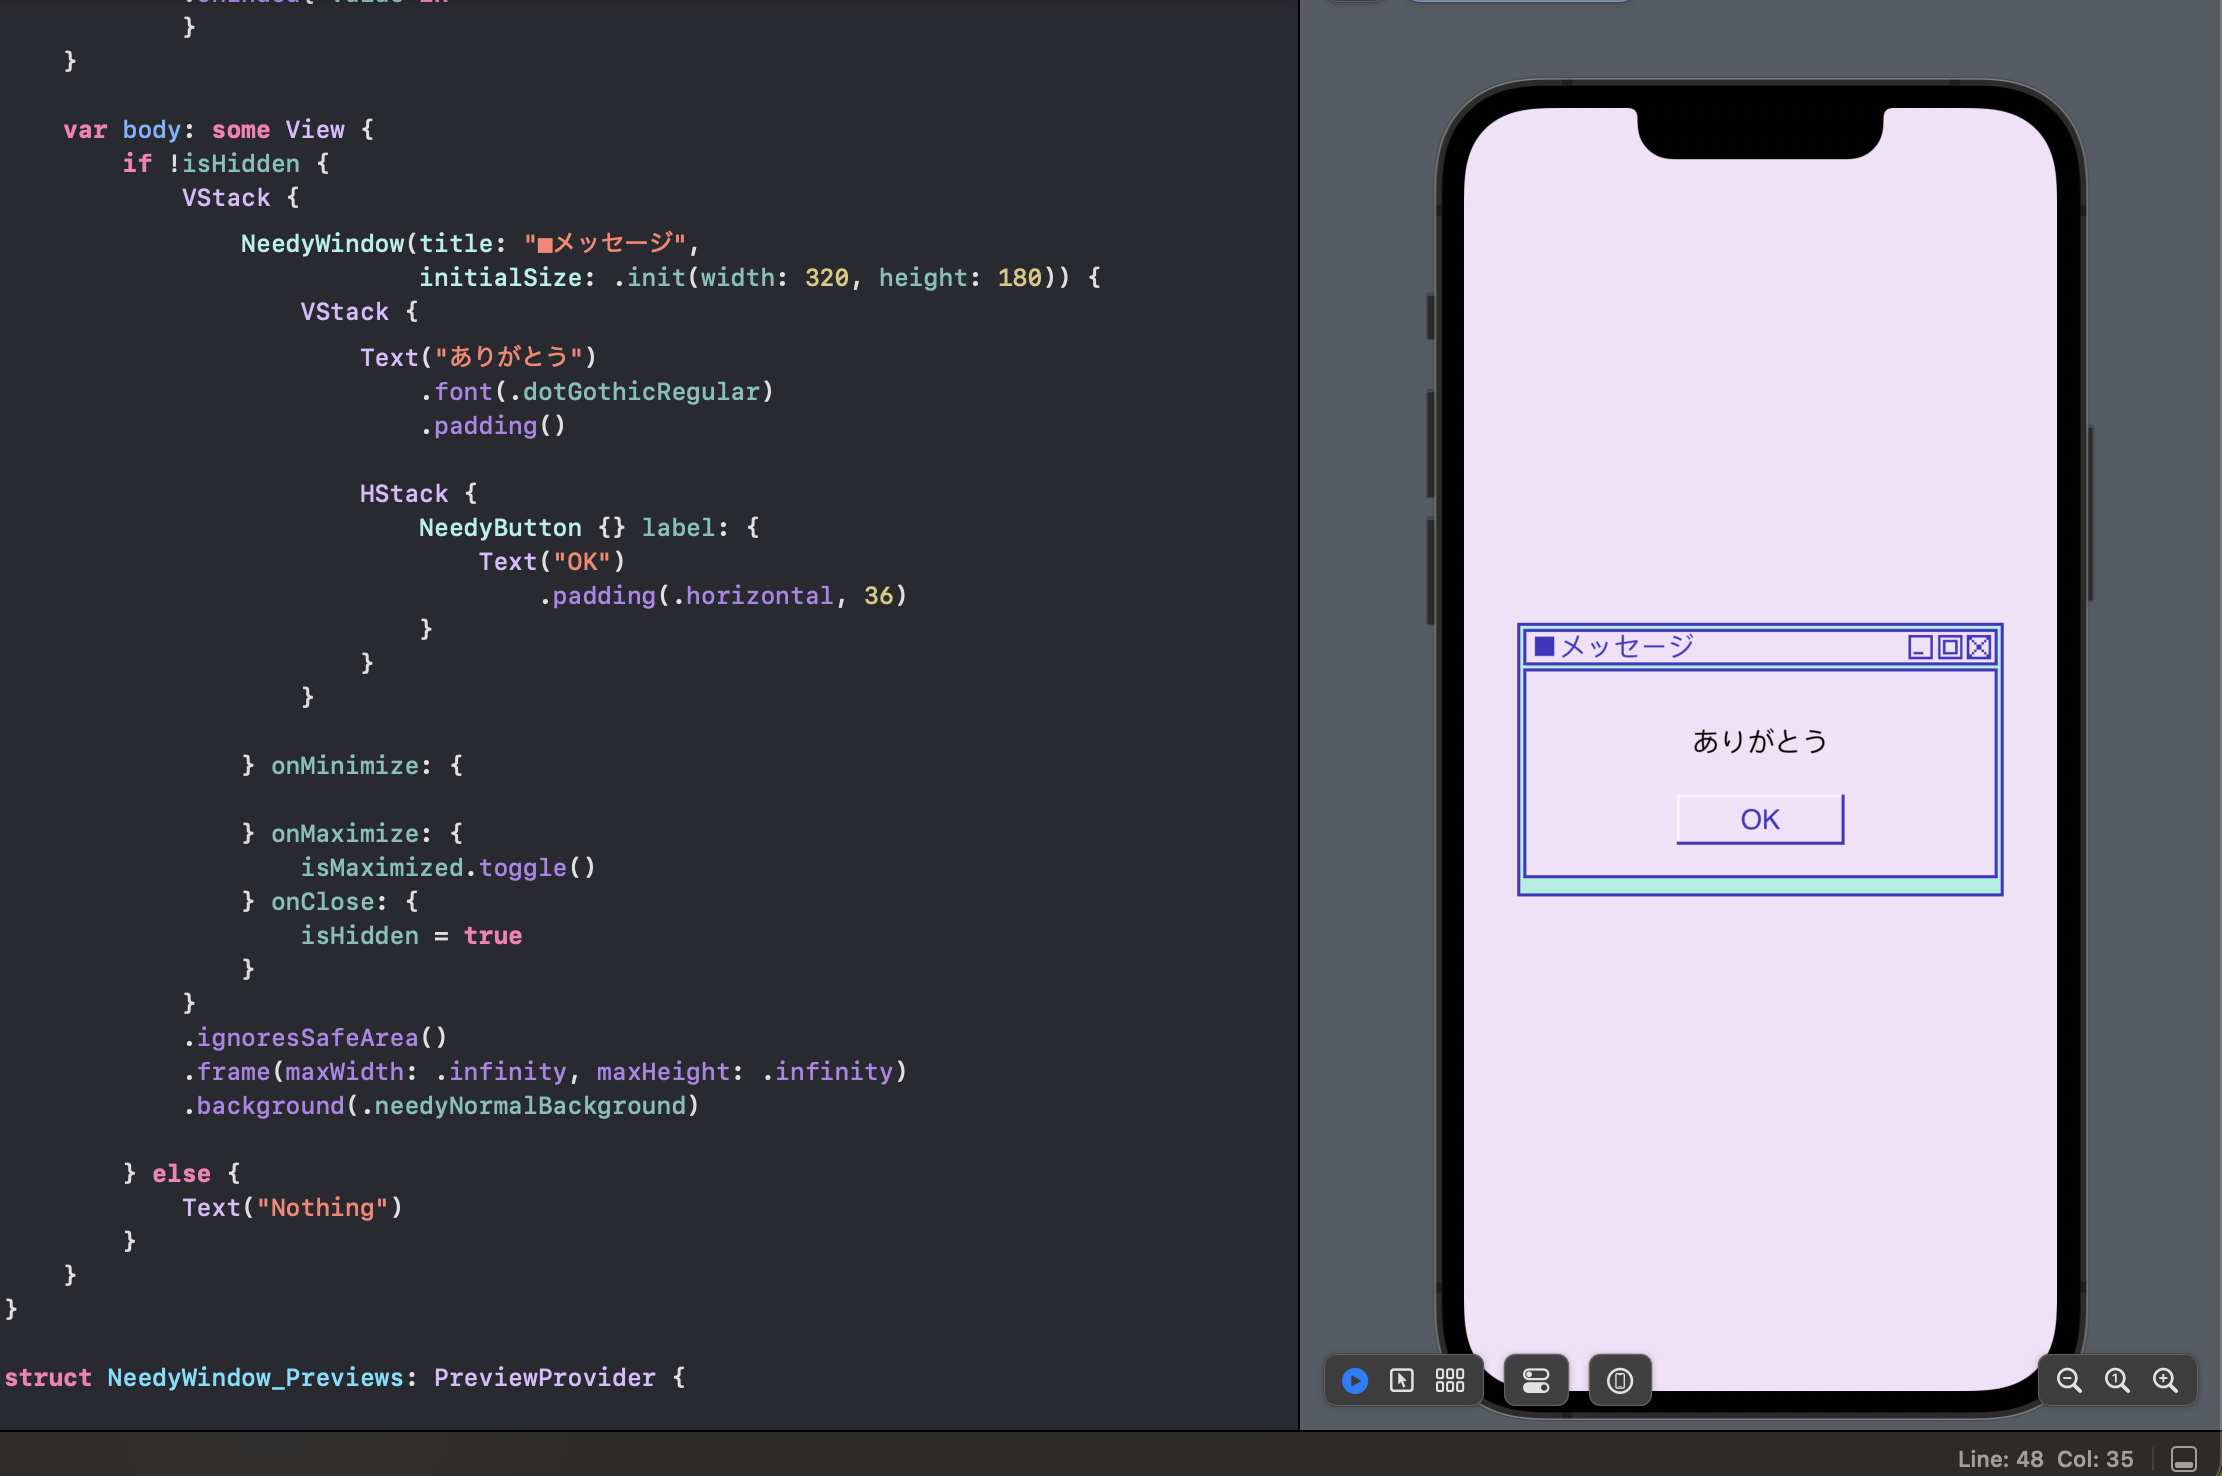 }
}
var body: some View {
if !isHidden {
VStack {
NeedyWindow(title: "■メッセージ",
initialSize: .init(width: 320, height: 180)) {
VStack {
Text("ありがとう")
.font(.dotGothicRegular)
.padding()
HStack {
NeedyButton {} label: {
Text("OK")
.padding(.horizontal, 36)
}
}
}
} onMinimize: {
} onMaximize: {
isMaximized.toggle()
} onClose: {
isHidden = true
}
}
.ignoresSafeArea()
.frame(maxWidth: .infinity, maxHeight: .infinity)
.background(.needyNormalBackground)
} else {
Text("Nothing")
}
}
}
struct NeedyWindow_Previews: PreviewProvider {
■メッセージ
ありがとう
OK
Line: 48 Col: 35